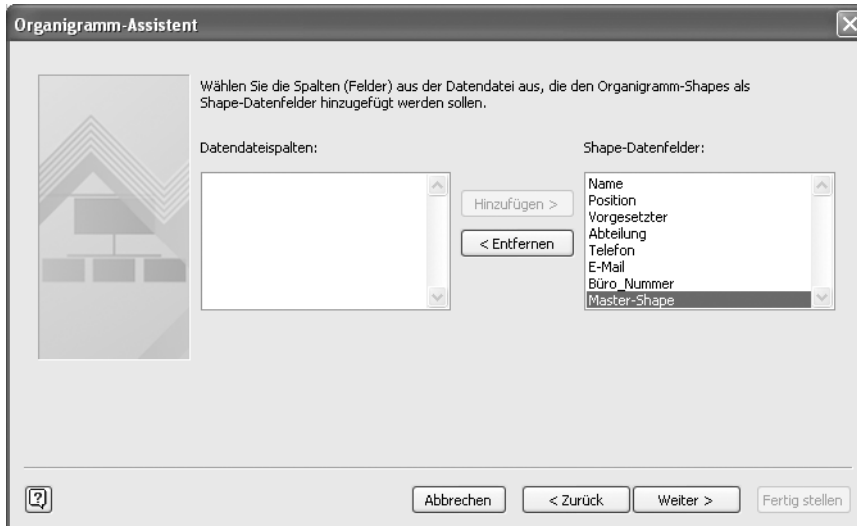 Organigramm-Assistent
Wählen Sie die Spalten (Felder) aus der Datendatei aus, die den Organigramm-Shapes als
Shape-Datenfelder hinzugefügt werden sollen.
Datendateispalten:
Shape-Datenfelder:
Hinzufügen >
< Entfernen
Name
Position
Vorgesetzter
Abteilung
Telefon
E-Mail
Büro_Nummer
Master-Shape
?
Abbrechen
< Zurück
Weiter >
Fertig stellen